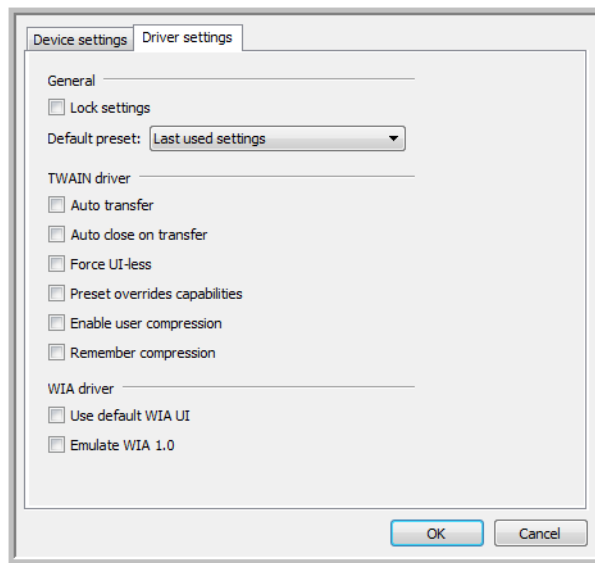 Device settings Driver settings
General
Lock settings
Default preset: Last used settings
TWAIN driver
Auto transfer
Auto close on transfer
Force UI-less
Preset overrides capabilities
Enable user compression
Remember compression
WIA driver
Use default WIA UI
Emulate WIA 1.0
OK Cancel